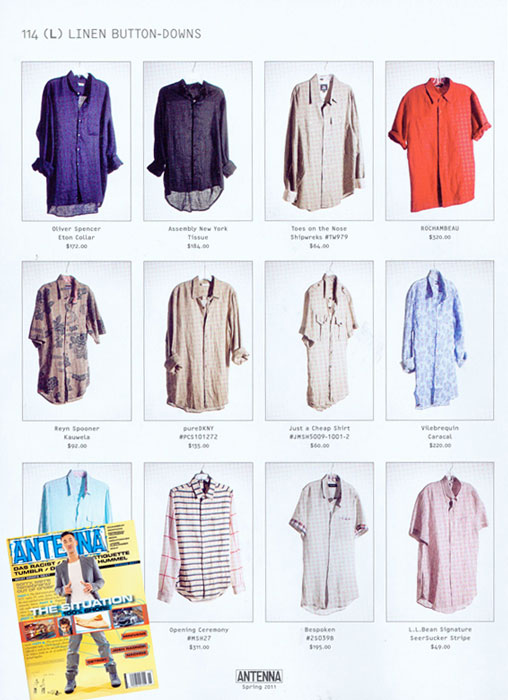 114 (L) LINEN BUTTON-DOWNS
Oliver Spencer
Eton Collar
$172.00
Assembly New York
Tissue
$184.00
Toes on the Nose
Shipwreks #TW979
$64.00
ROCHAMBEAU
$320.00
Reyn Spooner
Kauwela
$92.00
pureDKNY
#PCS101272
$135.00
Just a Cheap Shirt
#JMSH5009-1001-2
$60.00
Vilebrequin
Caracal
$220.00
ANTENNA
DAS RACIST /
ETIQUETTE
TUMBLR / D
HUMMEL
THE SITUATION
Opening Ceremony
#MSH27
$311.00
Bespoken
#2S0398
$195.00
L.L.Bean Signature
SeerSucker Stripe
$49.00
ANTENNA
Spring 2011